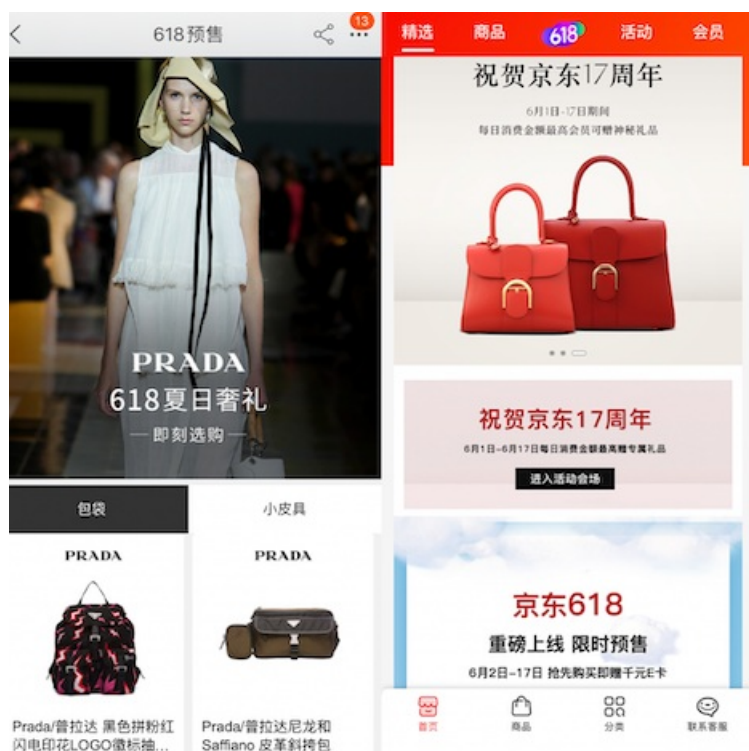 618预售
13
PRADA
618夏日奢礼
即刻选购
包袋
小皮具
PRADA
Prada/普拉达 黑色拼粉红
闪电印花LOGO徽标抽...
PRADA
Prada/普拉达尼龙和
Saffiano 皮革斜挎包
精选
商品
618
活动
会员
祝贺京东17周年
6月1日-17日期间
每日消费金额最高会员可赠神秘礼品
祝贺京东17周年
6月1日-6月17日每日消费金额最高赠专属礼品
进入活动会场
京东618
重磅上线 限时预售
6月2日-17日 抢先购买即赠千元E卡
首页
商品
分类
联系客服